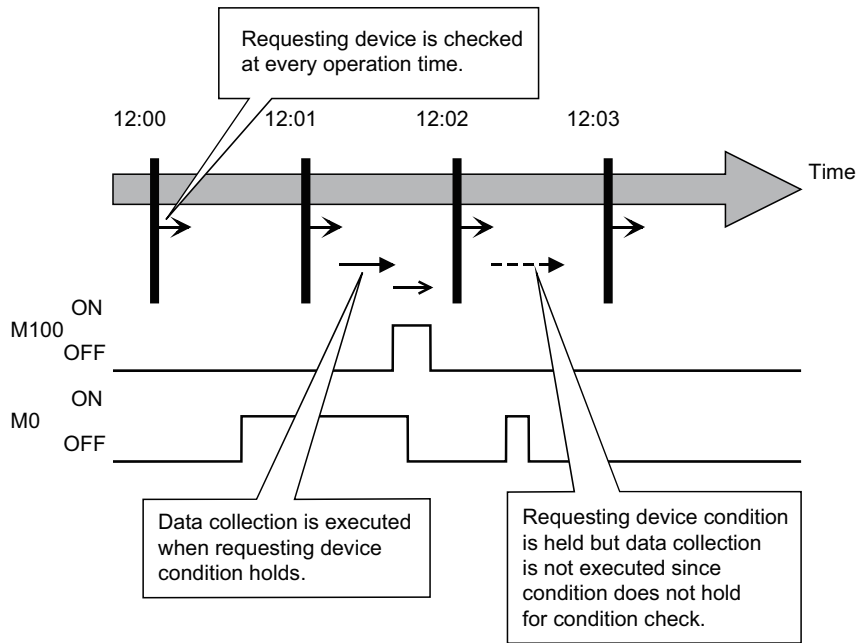 Requesting device is checked
at every operation time.
12:00
12:01
12:02
12:03
Time
ON
M100
OFF
ON
M0
OFF
Data collection is executed
when requesting device
condition holds.
Requesting device condition
is held but data collection
is not executed since
condition does not hold
for condition check.